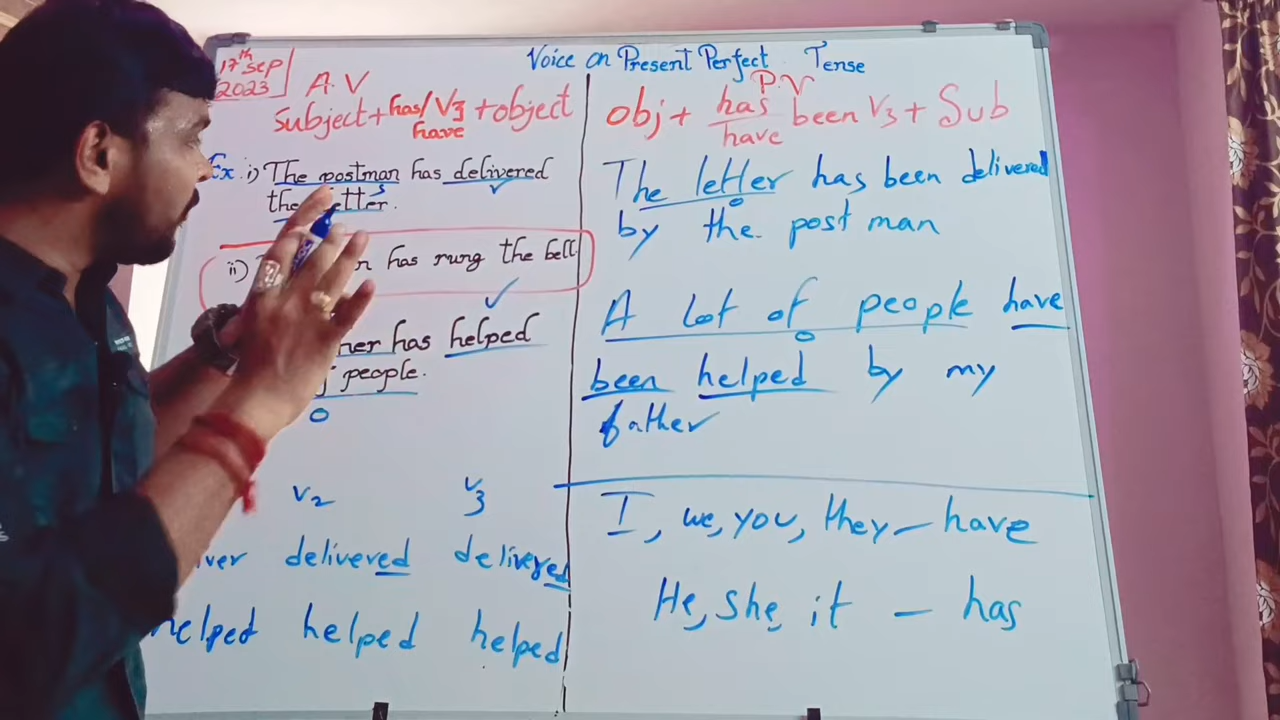 Voice on Present Perfect Tense
17th Sep
2023
A.V
Subject + has/have V3 + object
Ex. i) The postman has delivered
s
the letter.
ii) has rung the bell
has helped
people.
o
V2 V3
delivered delivered
helped helped helped
P.V
obj + has/have been V3 + Sub
The letter has been delivered
o
by the post man
A lot of people have
o
been helped by my
father
I, we, you, they – have
He, she, it – has